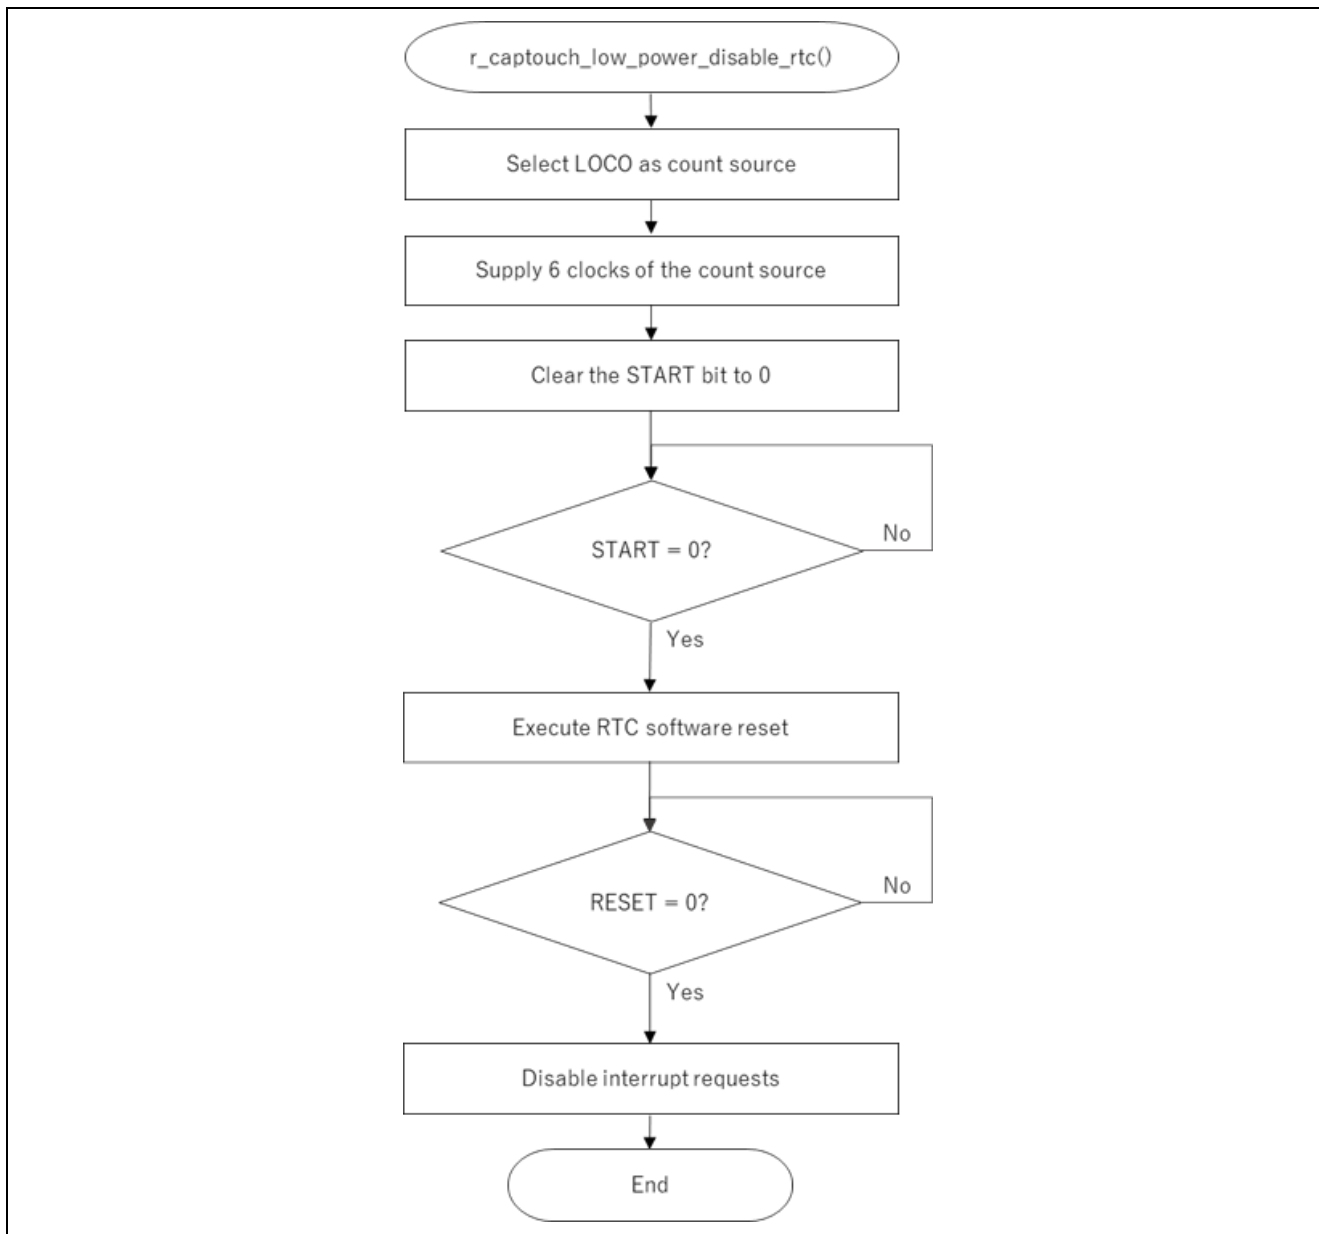 r_captouch_low_power_disable_rtc()
Select LOCO as count source
Supply 6 clocks of the count source
Clear the START bit to 0
START = 0?
No
Yes
Execute RTC software reset
RESET = 0?
No
Yes
Disable interrupt requests
End